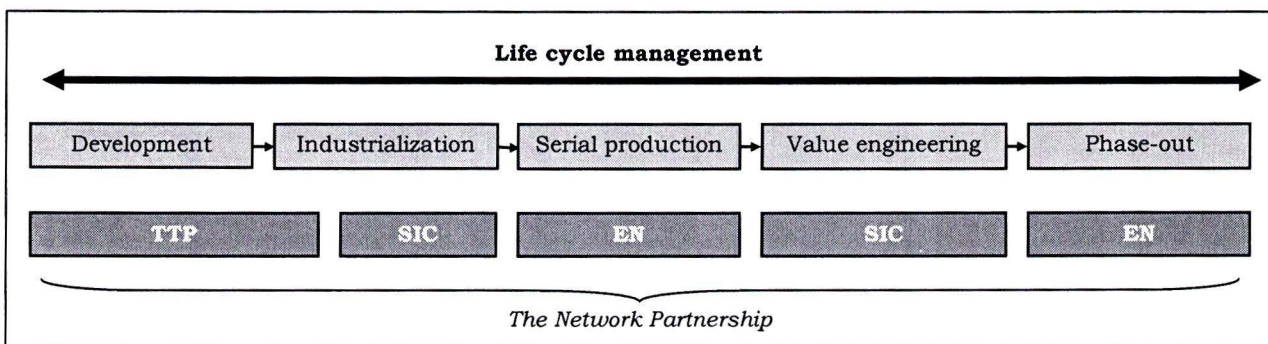 Life cycle management
Development Industrialization Serial production Value engineering Phase-out
TTP SIC EN SIC EN
The Network Partnership